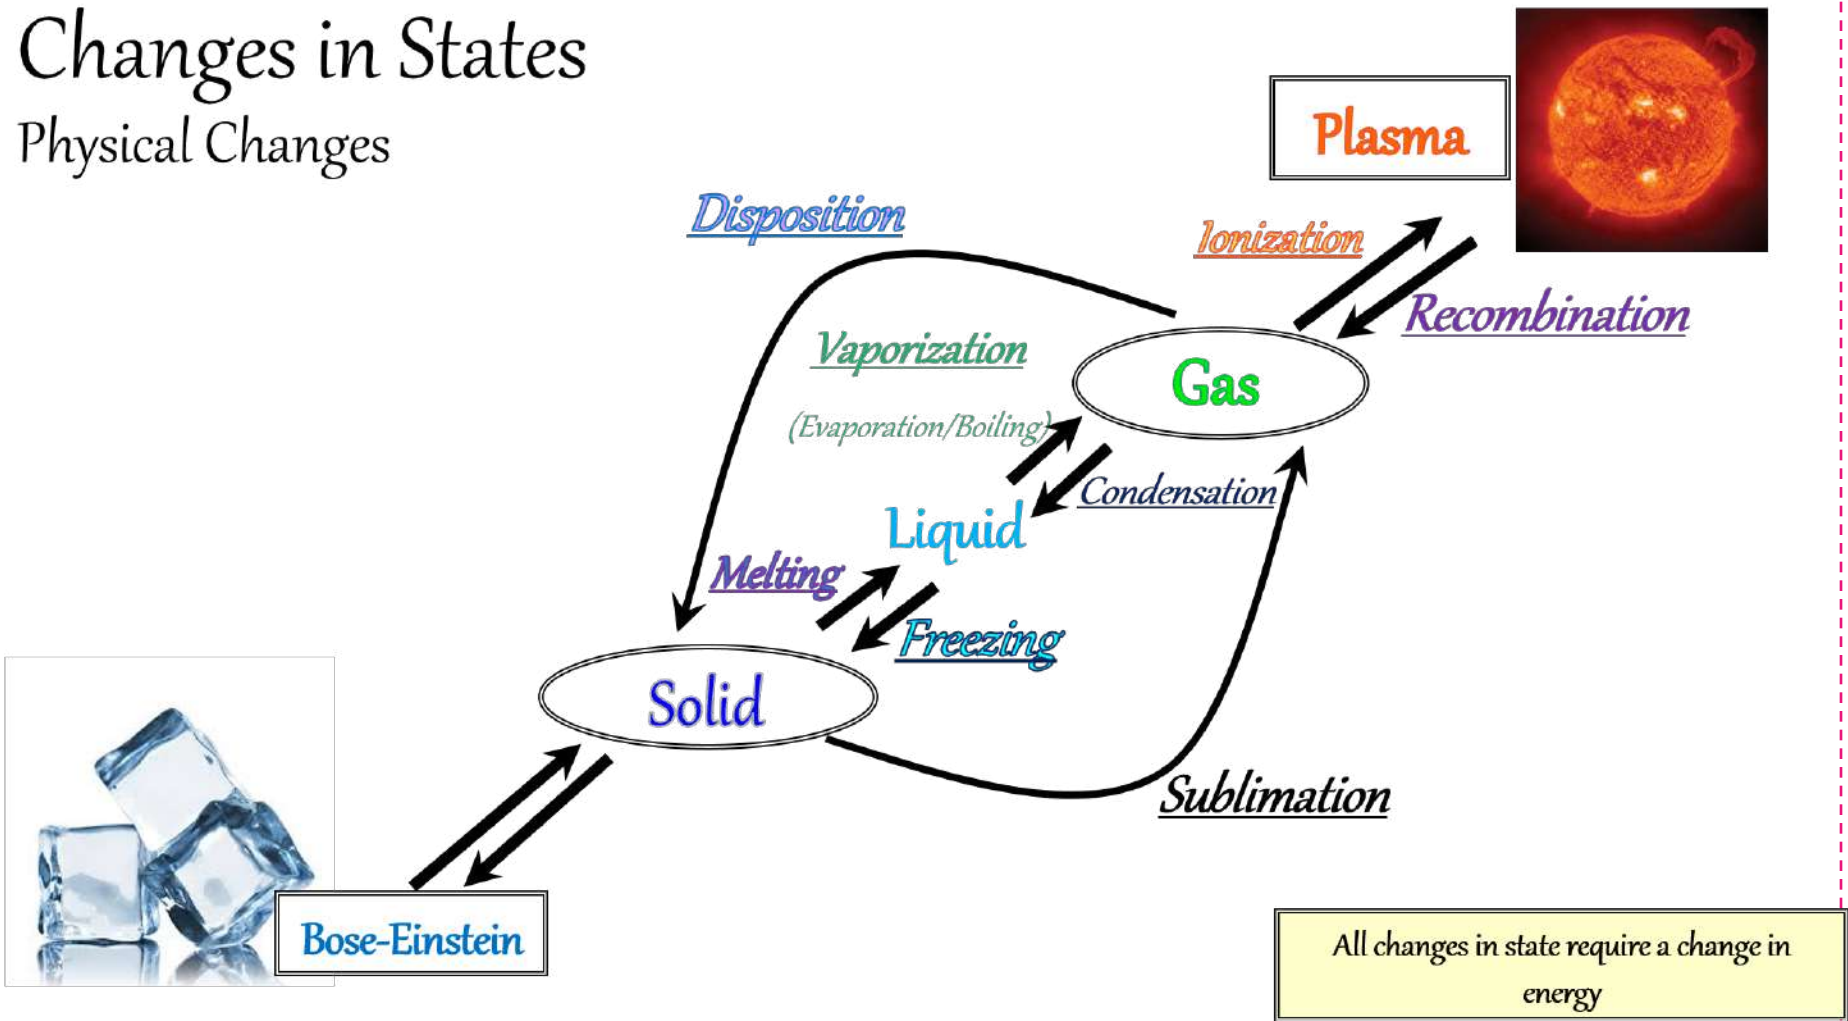 Changes in States
Physical Changes
Plasma
Disposition
Ionization
Recombination
Vaporization
Gas
(Evaporation/Boiling)
Condensation
Liquid
Melting
Freezing
Solid
Sublimation
Bose-Einstein
All changes in state require a change in
energy